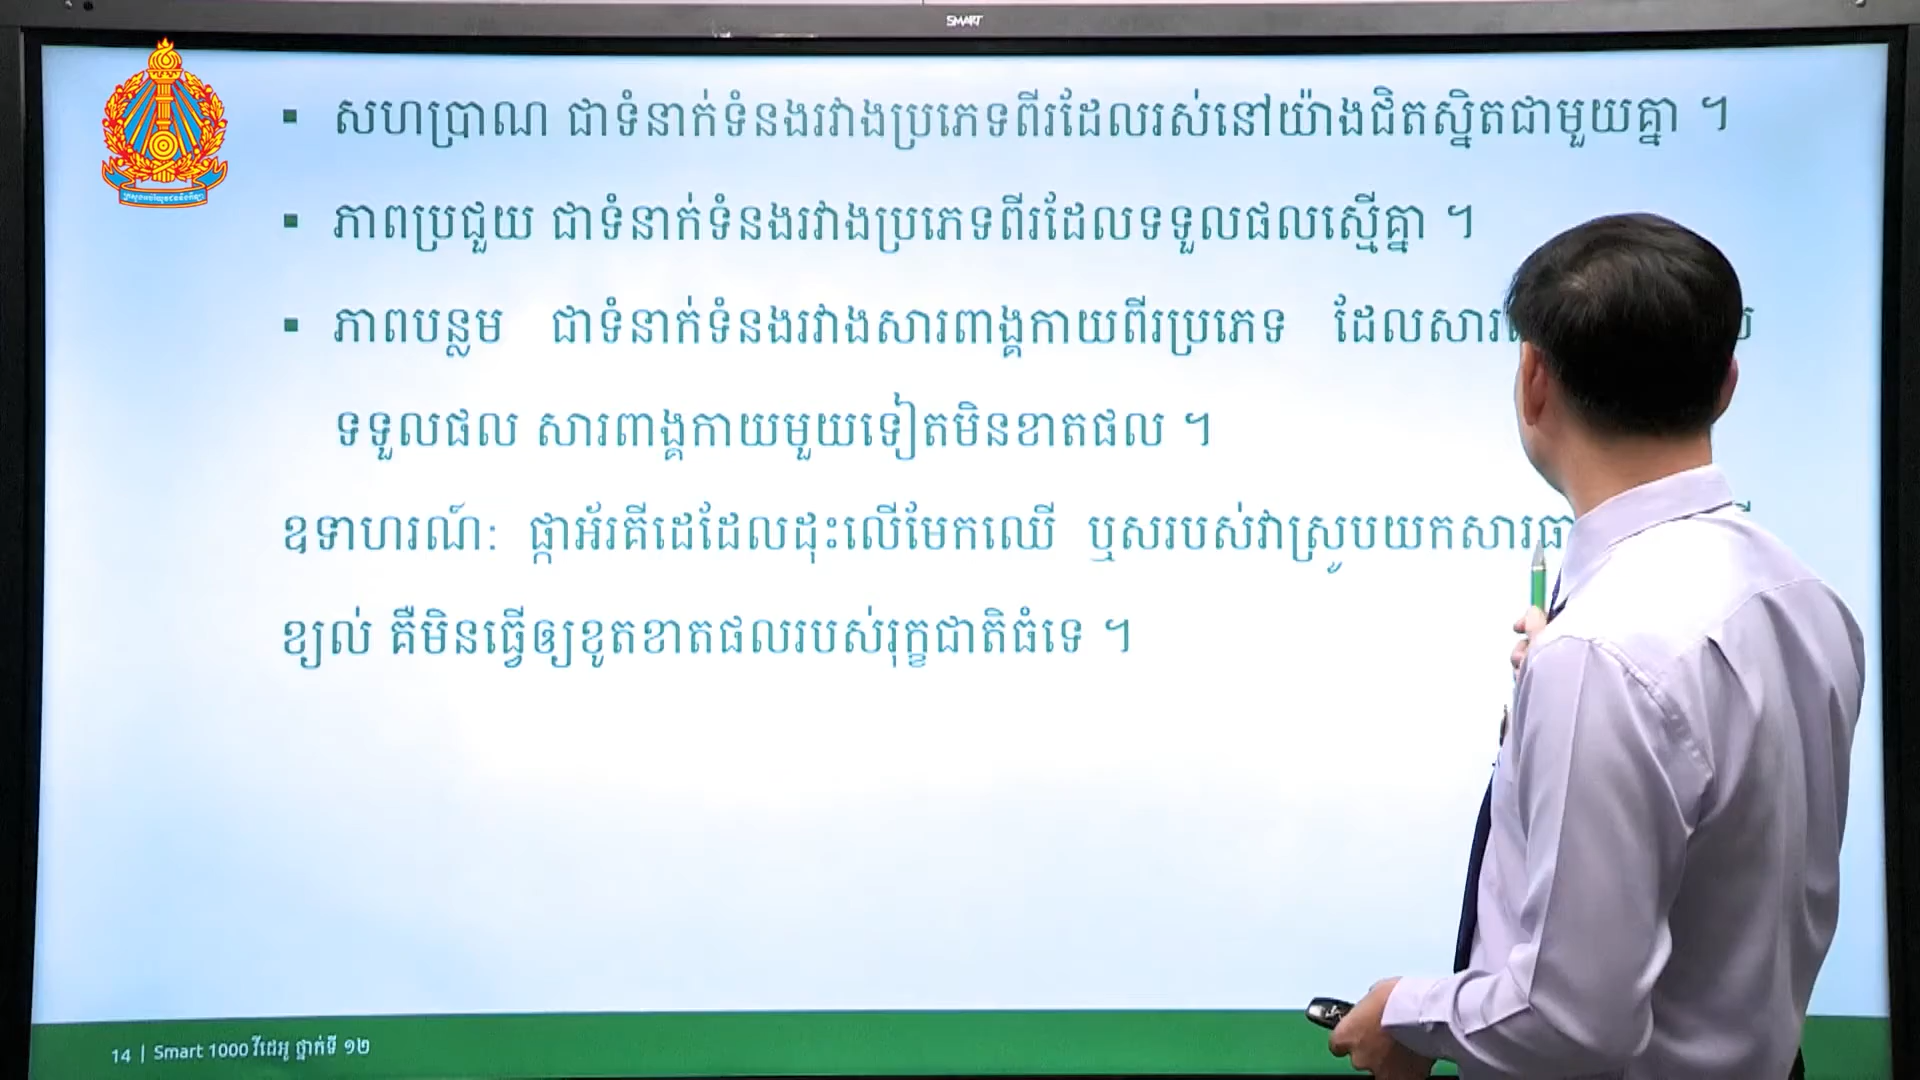 SMART
▪ សហប្រាណ ជាទំនាក់ទំនងរវាងប្រភេទពីរដែលរស់នៅយ៉ាងជិតស្និតជាមួយគ្នា ។
▪ ភាពប្រជួយ ជាទំនាក់ទំនងរវាងប្រភេទពីរដែលទទួលផលស្មើគ្នា ។
▪ ភាពបន្លម ជាទំនាក់ទំនងរវាងសារពាង្គកាយពីរប្រភេទ ដែល
ទទួលផល សារពាង្គកាយមួយទៀតមិនខាតផល ។
ឧទាហរណ៍: ផ្កាអ័រគីដេដែលដុះលើមែកឈើ ឬសរបស់វាស្រូបយក
ខ្យល់ គឺមិនធ្វើឲ្យខូតខាតផលរបស់រុក្ខជាតិធំទេ ។
14 | Smart 1000 វីដេអូ ថ្នាក់ទី ១២